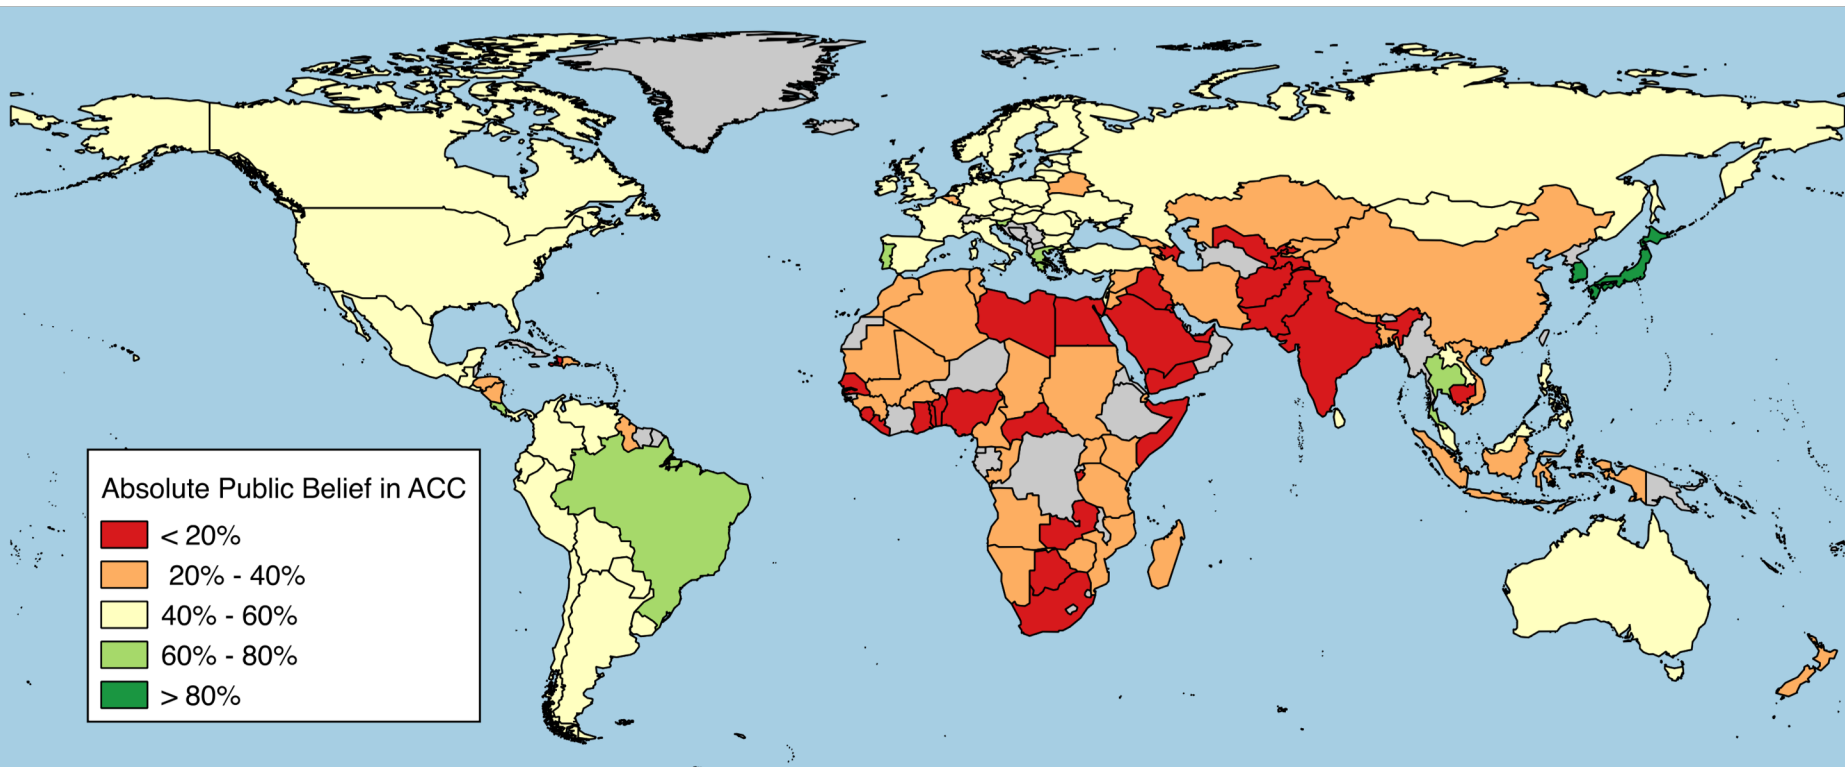 Absolute Public Belief in ACC
< 20%
20% - 40%
40% - 60%
60% - 80%
> 80%